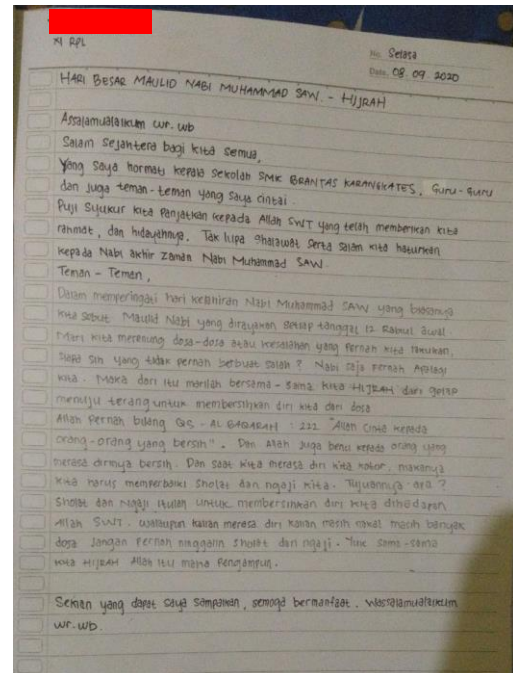 XI RPL
No. Selasa
Date. 08. 09. 2020
HARI BESAR MAULID NABI MUHAMMAD SAW. - HIJRAH
Assalamualaikum wr. wb
Salam Sejahtera bagi kita semua,
Yang saya hormati kepala sekolah SMK BRANTAS KARANGKATES, Guru-guru
dan juga teman-teman yang saya cintai.
Puji Syukur kita Panjatkan kepada Allah SWT yang telah memberikan kita
rahmat, dan hidayahnya. Tak lupa Sholawat serta salam kita haturkan
kepada Nabi akhir zaman Nabi Muhammad SAW.
Teman-Teman,
Dalam memperingati hari kelahiran Nabi Muhammad SAW yang biasanya
kita sebut Maulid Nabi yang dirayakan setiap tanggal 12 Rabiul awal.
Mari kita merenung dosa-dosa atau kesalahan yang Pernah kita lakukan,
Siapa sih yang tidak pernah berbuat salah? Nabi saja Pernah Apalagi
kita. Maka dari itu marilah bersama-sama kita HIJRAH dari gelap
menuju terang untuk membersihkan diri kita dari dosa
Allah Pernah bilang QS - AL BAQARAH : 222 "Allah Cinta kepada
orang-orang yang bersih". Dan Allah juga benci kepada orang yang
merasa dirinya bersih. Dan saat kita merasa diri kita kotor, makanya
kita harus memperbaiki Sholat dan ngaji kita. Tujuannya apa?
Sholat dan Ngaji itulah untuk membersihkan diri kita dihadapan
Allah SWT. Walaupun kalian merasa diri kalian masih nakal masih banyak
dosa Jangan Pernah ninggalin Sholat dan ngaji. Yuk sama-sama
kita HIJRAH Allah itu maha Pengampun.
Sekian yang dapat saya sampaikan, semoga bermanfaat. Wassalamualaikum
wr. wb.